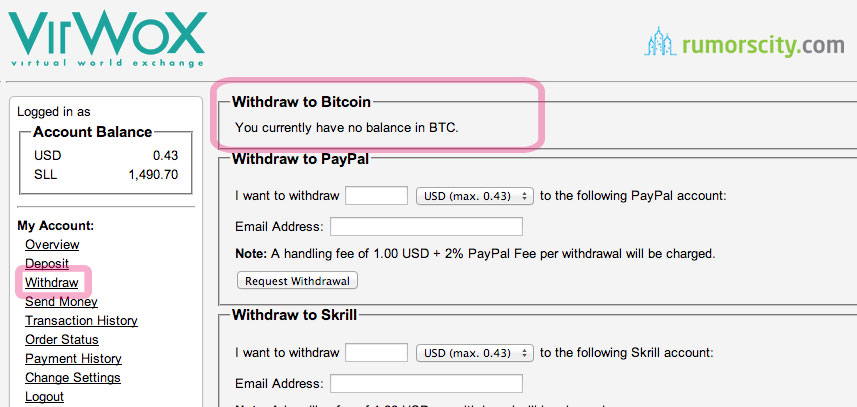 VirWoX
virtual world exchange
rumorscity.com
Logged in as
Account Balance
USD 0.43
SLL 1,490.70
My Account:
Overview
Deposit
Withdraw
Send Money
Transaction History
Order Status
Payment History
Change Settings
Logout
Withdraw to Bitcoin
You currently have no balance in BTC.
Withdraw to PayPal
I want to withdraw USD (max. 0.43) to the following PayPal account:
Email Address:
Note: A handling fee of 1.00 USD + 2% PayPal Fee per withdrawal will be charged.
Request Withdrawal
Withdraw to Skrill
I want to withdraw USD (max. 0.43) to the following Skrill account:
Email Address: